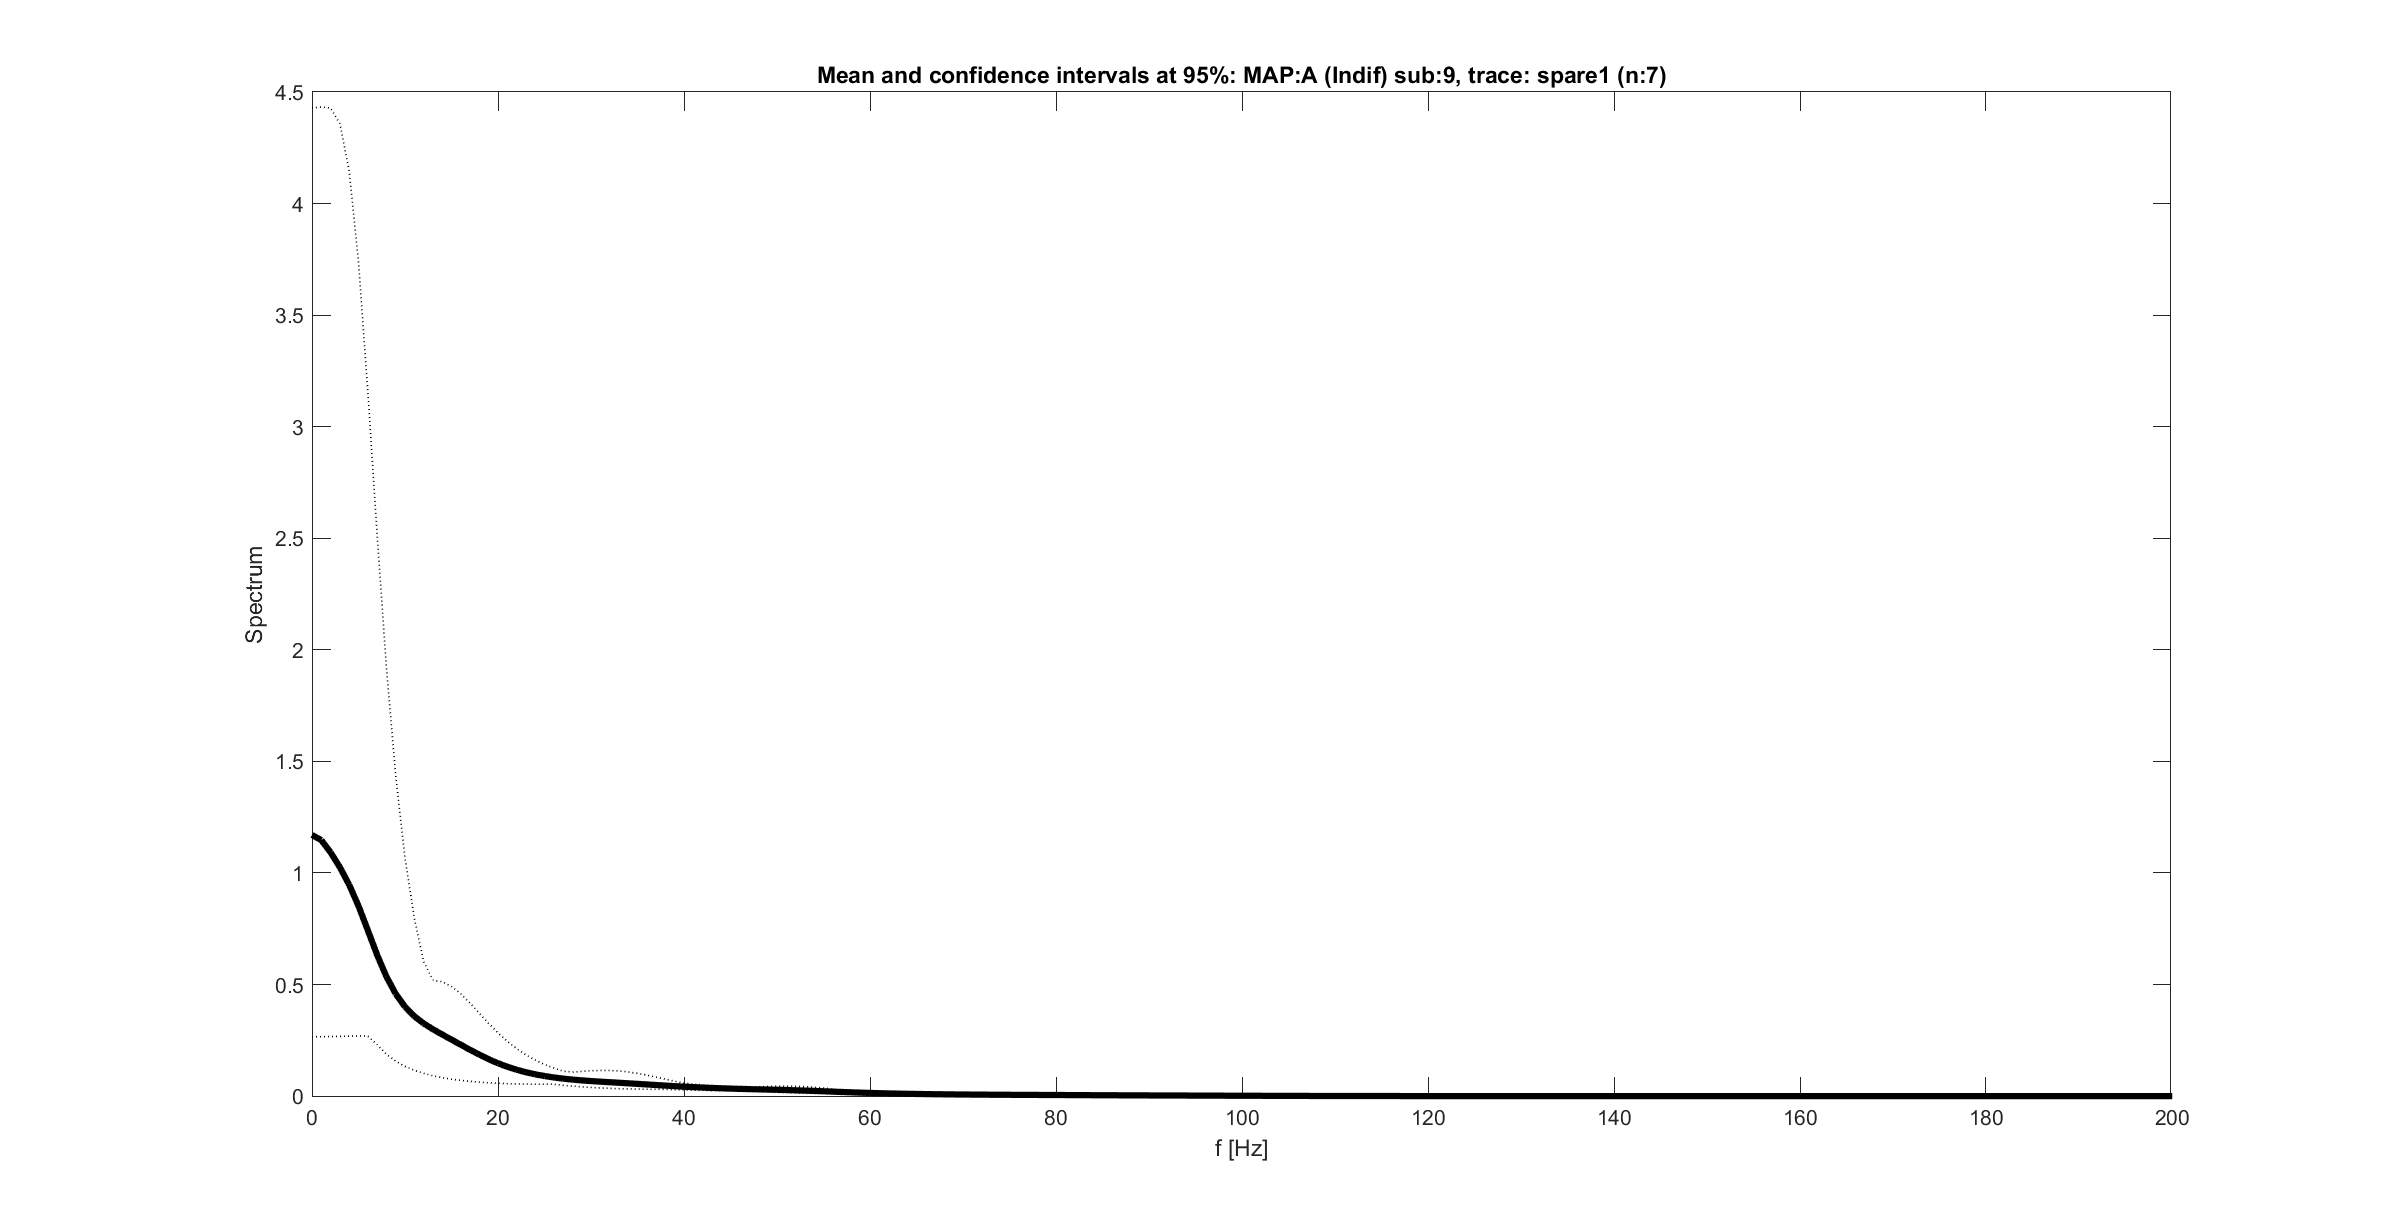 Mean and confidence intervals at 95%: MAP:A (Indif) sub:9, trace: spare1 (n:7)
4.5
4
3.5
3
2.5
2
1.5
1
0.5
0
Spectrum
0 20 40 60 80 100 120 140 160 180 200
f [Hz]